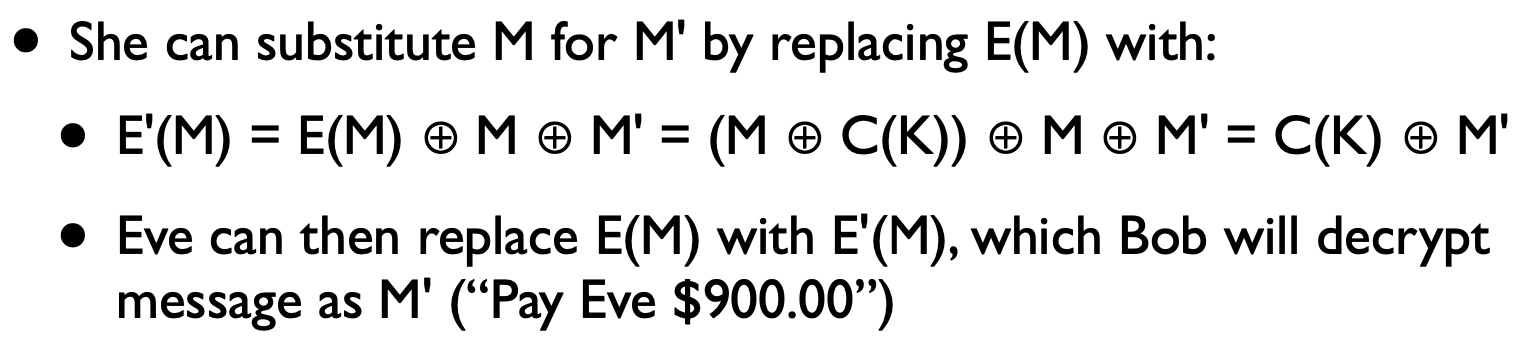 • She can substitute M for M' by replacing E(M) with:
• E'(M) = E(M) ⊕ M ⊕ M' = (M ⊕ C(K)) ⊕ M ⊕ M' = C(K) ⊕ M'
• Eve can then replace E(M) with E'(M), which Bob will decrypt
message as M' (“Pay Eve $900.00”)